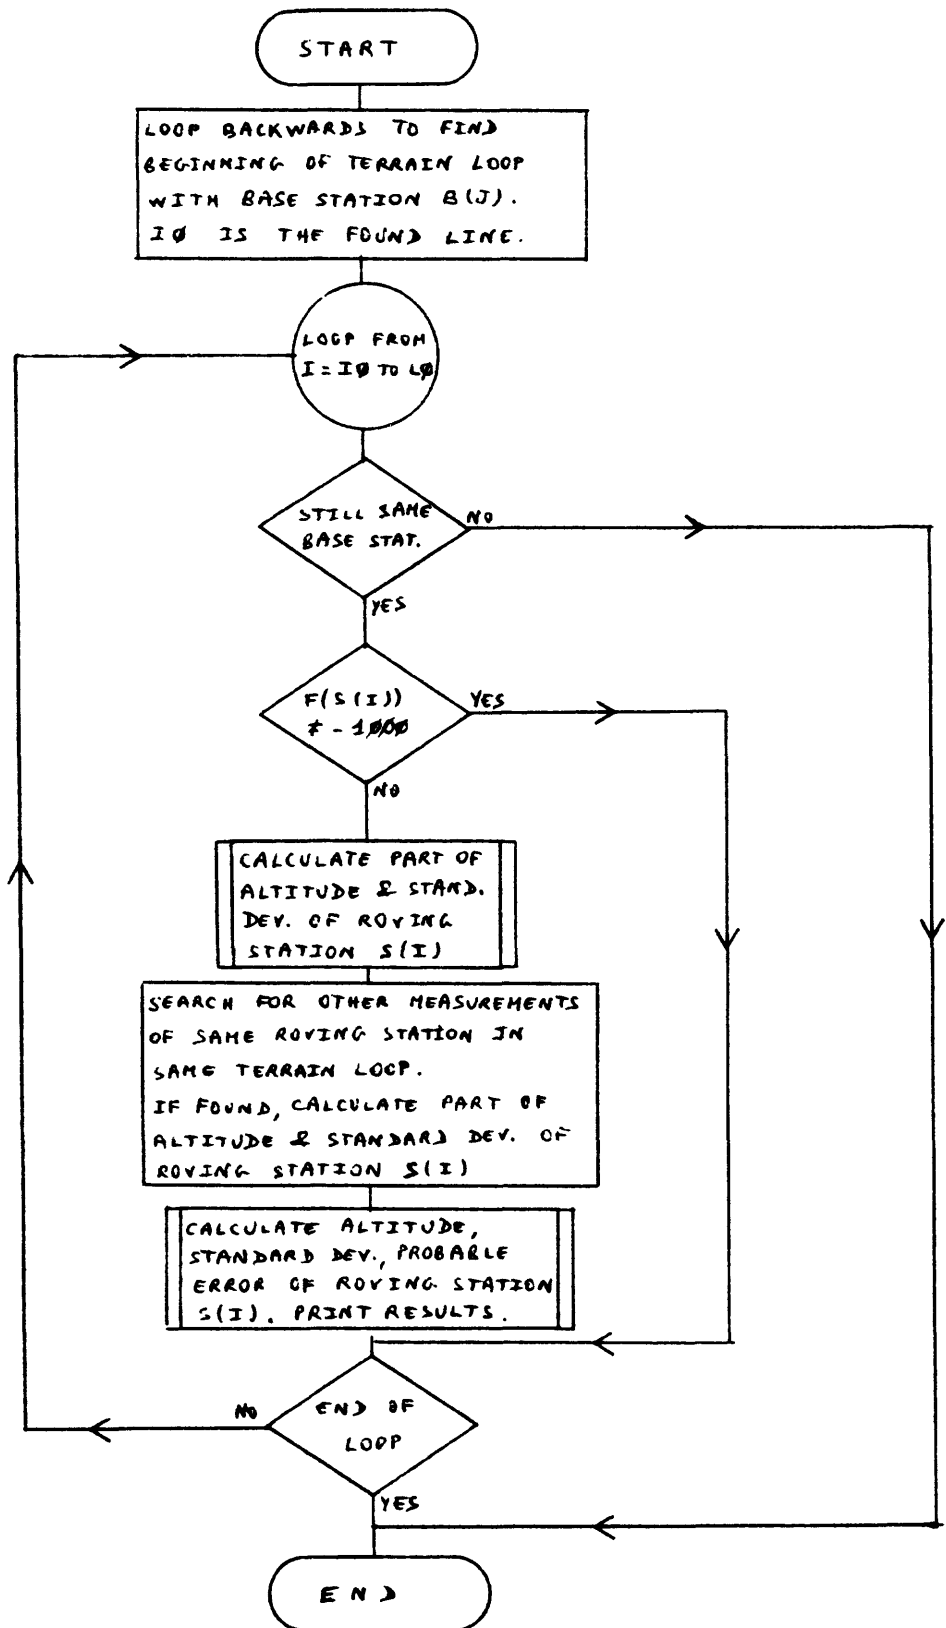 START
LOOP BACKWARDS TO FIND
BEGINNING OF TERRAIN LOOP
WITH BASE STATION B(J).
IØ IS THE FOUND LINE.
LOOP FROM
I = IØ TO LØ
STILL SAME
BASE STAT.
NO
YES
F(S(I))
≠ - 1ØØØ
YES
NO
CALCULATE PART OF
ALTITUDE & STAND.
DEV. OF ROVING
STATION S(I)
SEARCH FOR OTHER MEASUREMENTS
OF SAME ROVING STATION IN
SAME TERRAIN LOOP.
IF FOUND, CALCULATE PART OF
ALTITUDE & STANDARD DEV. OF
ROVING STATION S(I)
CALCULATE ALTITUDE,
STANDARD DEV., PROBABLE
ERROR OF ROVING STATION
S(I). PRINT RESULTS.
NO
END OF
LOOP
YES
END